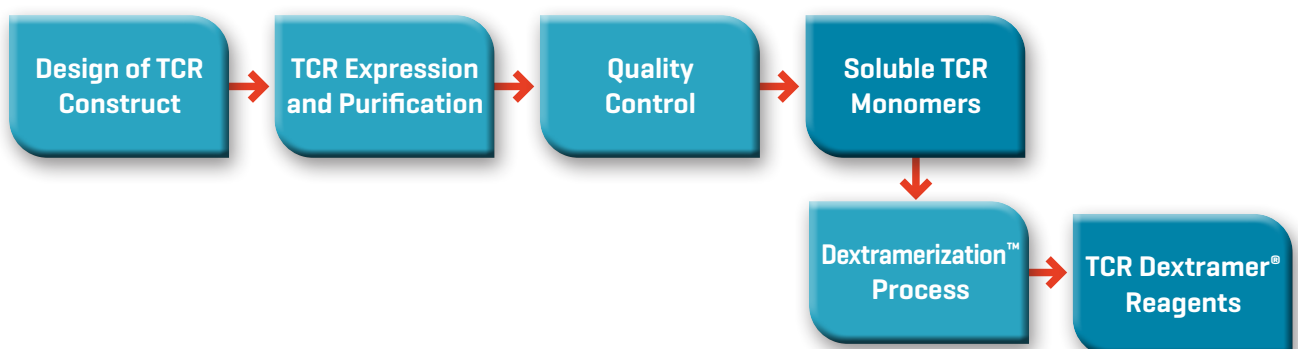 Design of TCR
Construct
TCR Expression
and Purification
Quality
Control
Soluble TCR
Monomers
Dextramerization™
Process
TCR Dextramer®
Reagents